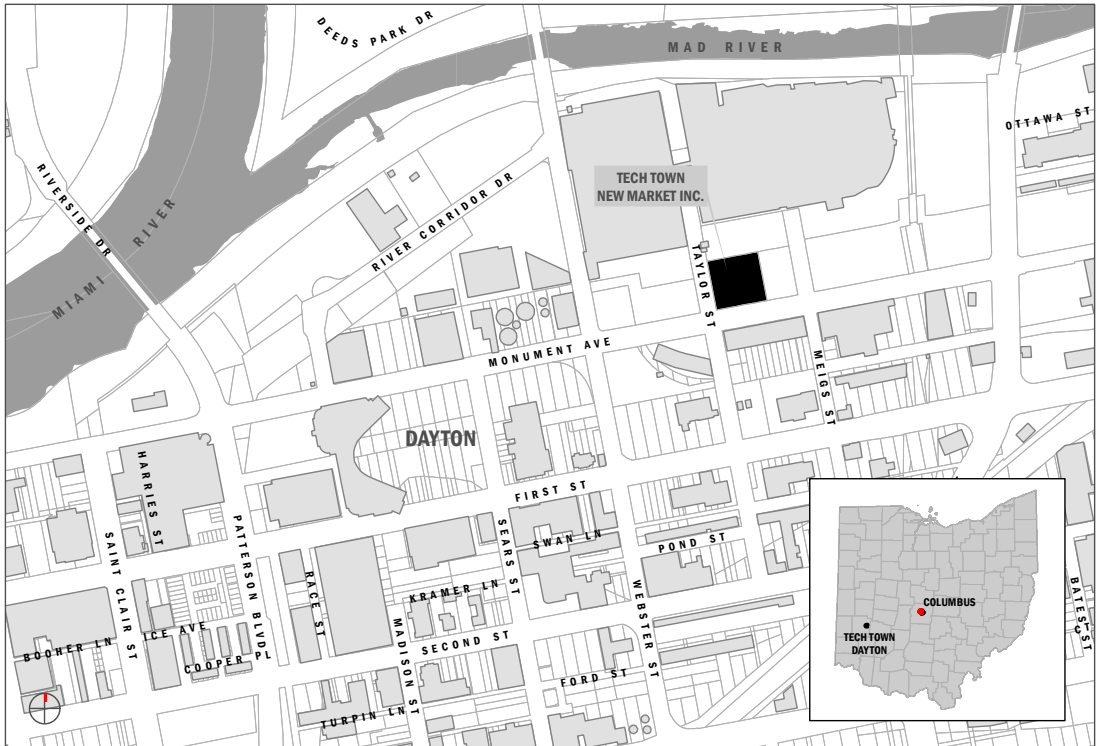 DEEDS PARK DR
MAD RIVER
OTTAWA ST
TECH TOWN
NEW MARKET INC.
RIVERSIDE DR
MIAMI RIVER
RIVER CORRIDOR DR
TAYLOR ST
MONUMENT AVE
MEIGS ST
DAYTON
HARRIES ST
FIRST ST
SAINT CLAIR ST
PATTERSON BLVD
SEARS ST
SWAN LN
POND ST
RACE ST
KRAMER LN
WEBSTER ST
BATES ST
COLUMBUS
TECH TOWN
DAYTON
MADISON ST
SECOND ST
BOOHER LN
ICE AVE
COOPER PL
FORD ST
TURPIN LN